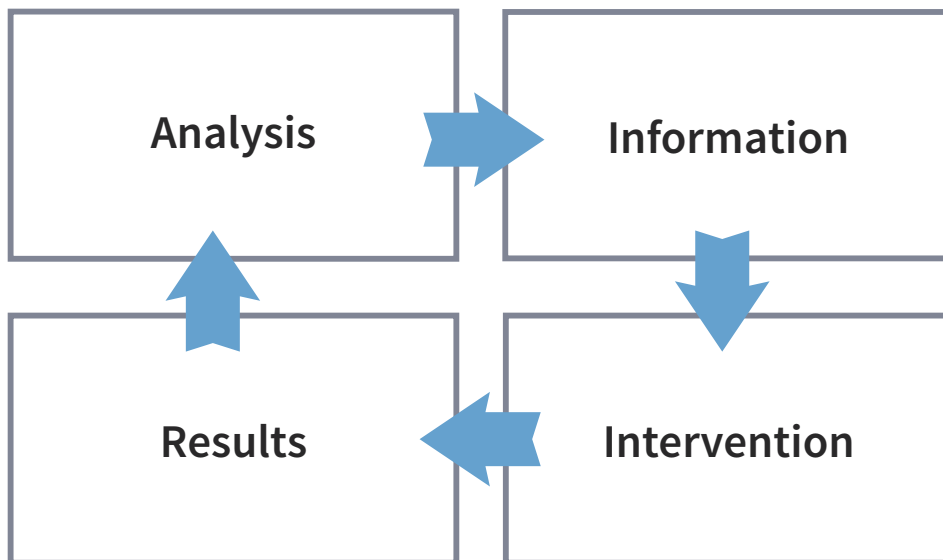 Analysis
Information
Results
Intervention